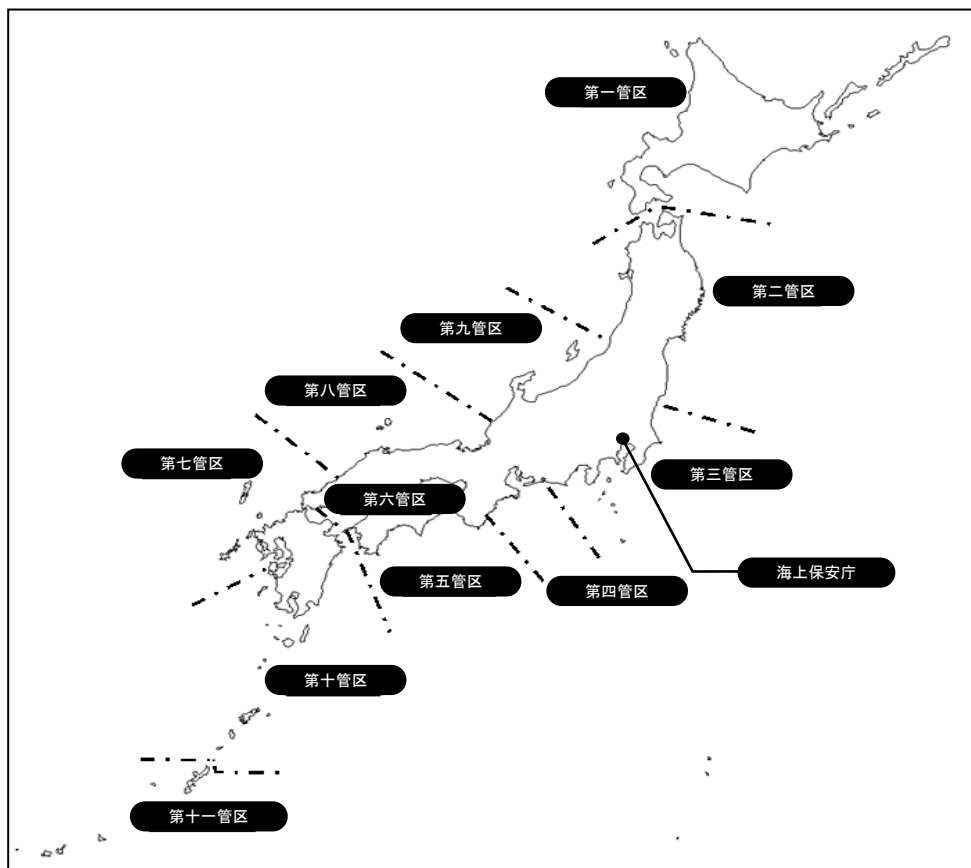 第一管区
第二管区
第九管区
第八管区
第七管区
第三管区
第六管区
海上保安庁
第五管区
第四管区
第十管区
第十一管区